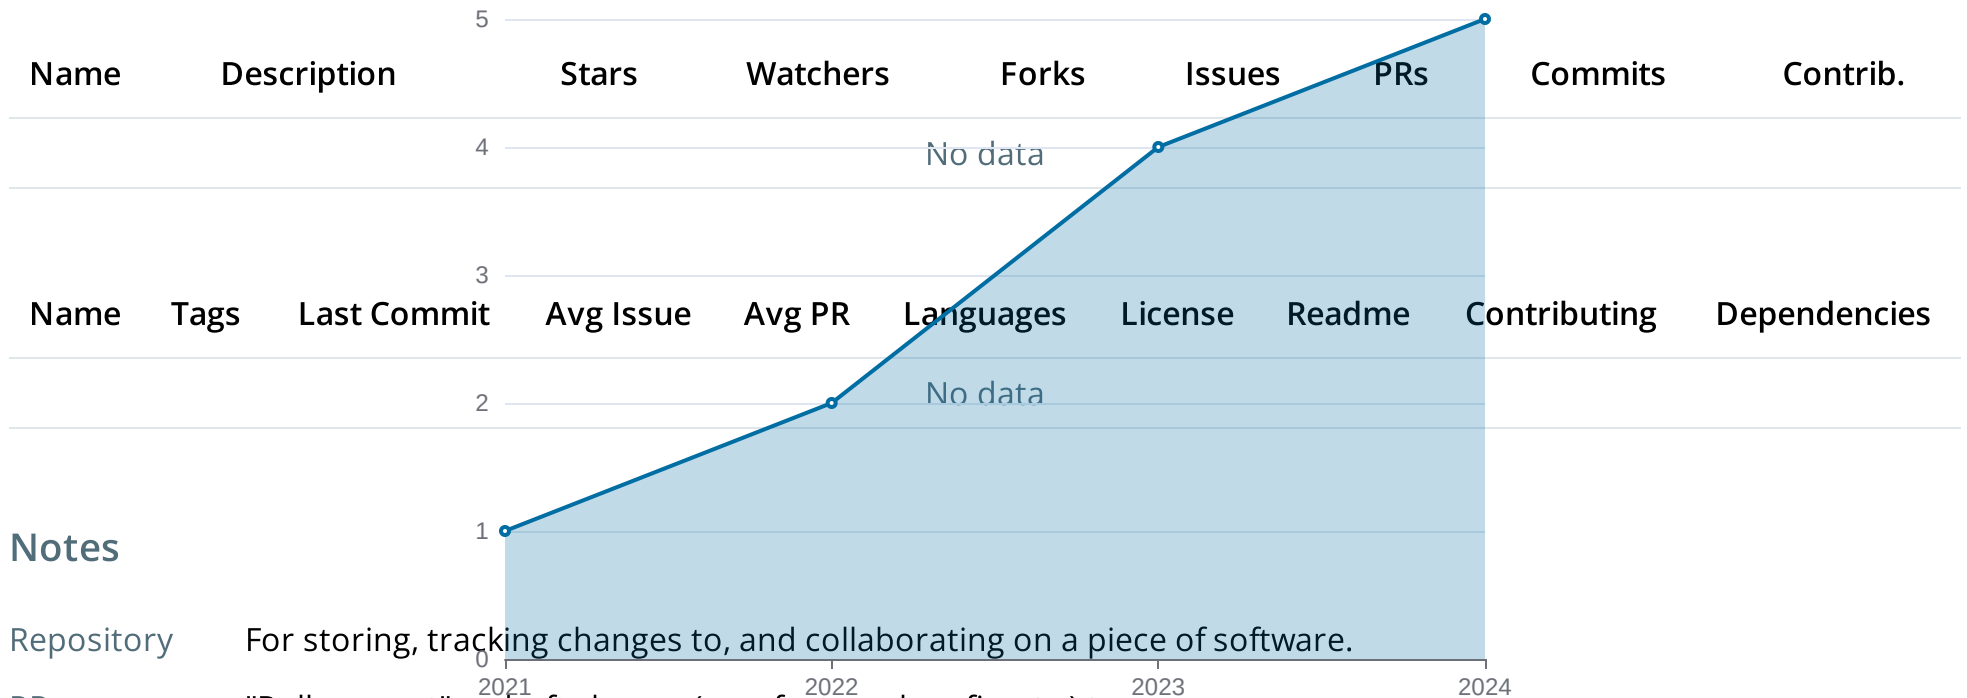 5
Name Description Stars Watchers Forks Issues PRs Commits Contrib.
4
No data
3
Name Tags Last Commit Avg Issue Avg PR Languages License Readme Contributing Dependencies
No data
2
1
Notes
Repository For storing, tracking changes to, and collaborating on a piece of software.
0
2021 2022 2023 2024